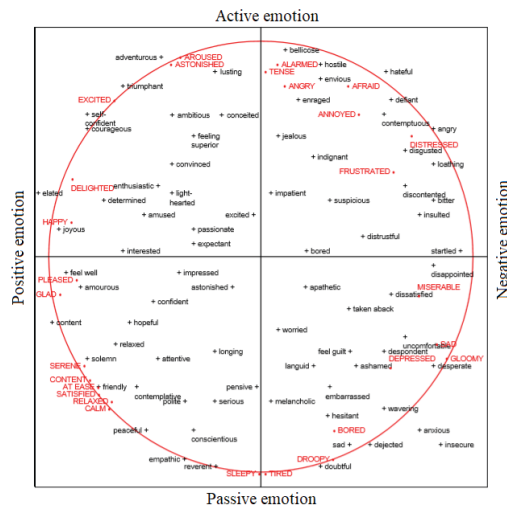 Active emotion
bellicose
adventurous
AROUSED
ASTONISHED
ALARMED
hostile
lusting
TENSE
hateful
envious
triumphant
ANGRY
AFRAID
EXCITED
enraged
defiant
self-
confident
ambitious
conceited
ANNOYED
contemptuous
courageous
angry
feeling
superior
jealous
DISTRESSED
disgusted
indignant
convinced
loathing
FRUSTRATED
DELIGHTED
enthusiastic
elated
light-
hearted
impatient
discontented
determined
suspicious
bitter
HAPPY
amused
excited
insulted
joyous
passionate
distrustful
expectant
interested
bored
startled
Positive emotion
Negative emotion
feel well
impressed
disappointed
PLEASED
amourous
astonished
apathetic
MISERABLE
GLAD
confident
dissatisfied
taken aback
content
hopeful
worried
relaxed
uncomfortable
SAD
longing
feel guilt
despondent
solemn
attentive
DEPRESSED
GLOOMY
SERENE
languid
ashamed
desperate
CONTENT
AT EASE
friendly
pensive
SATISFIED
contemplative
embarrassed
RELAXED
polite
serious
melancholic
CALM
wavering
hesitant
peaceful
BORED
anxious
conscientious
sad
dejected
insecure
empathic
DROOPY
reverent
doubtful
SLEEPY
TIRED
Passive emotion